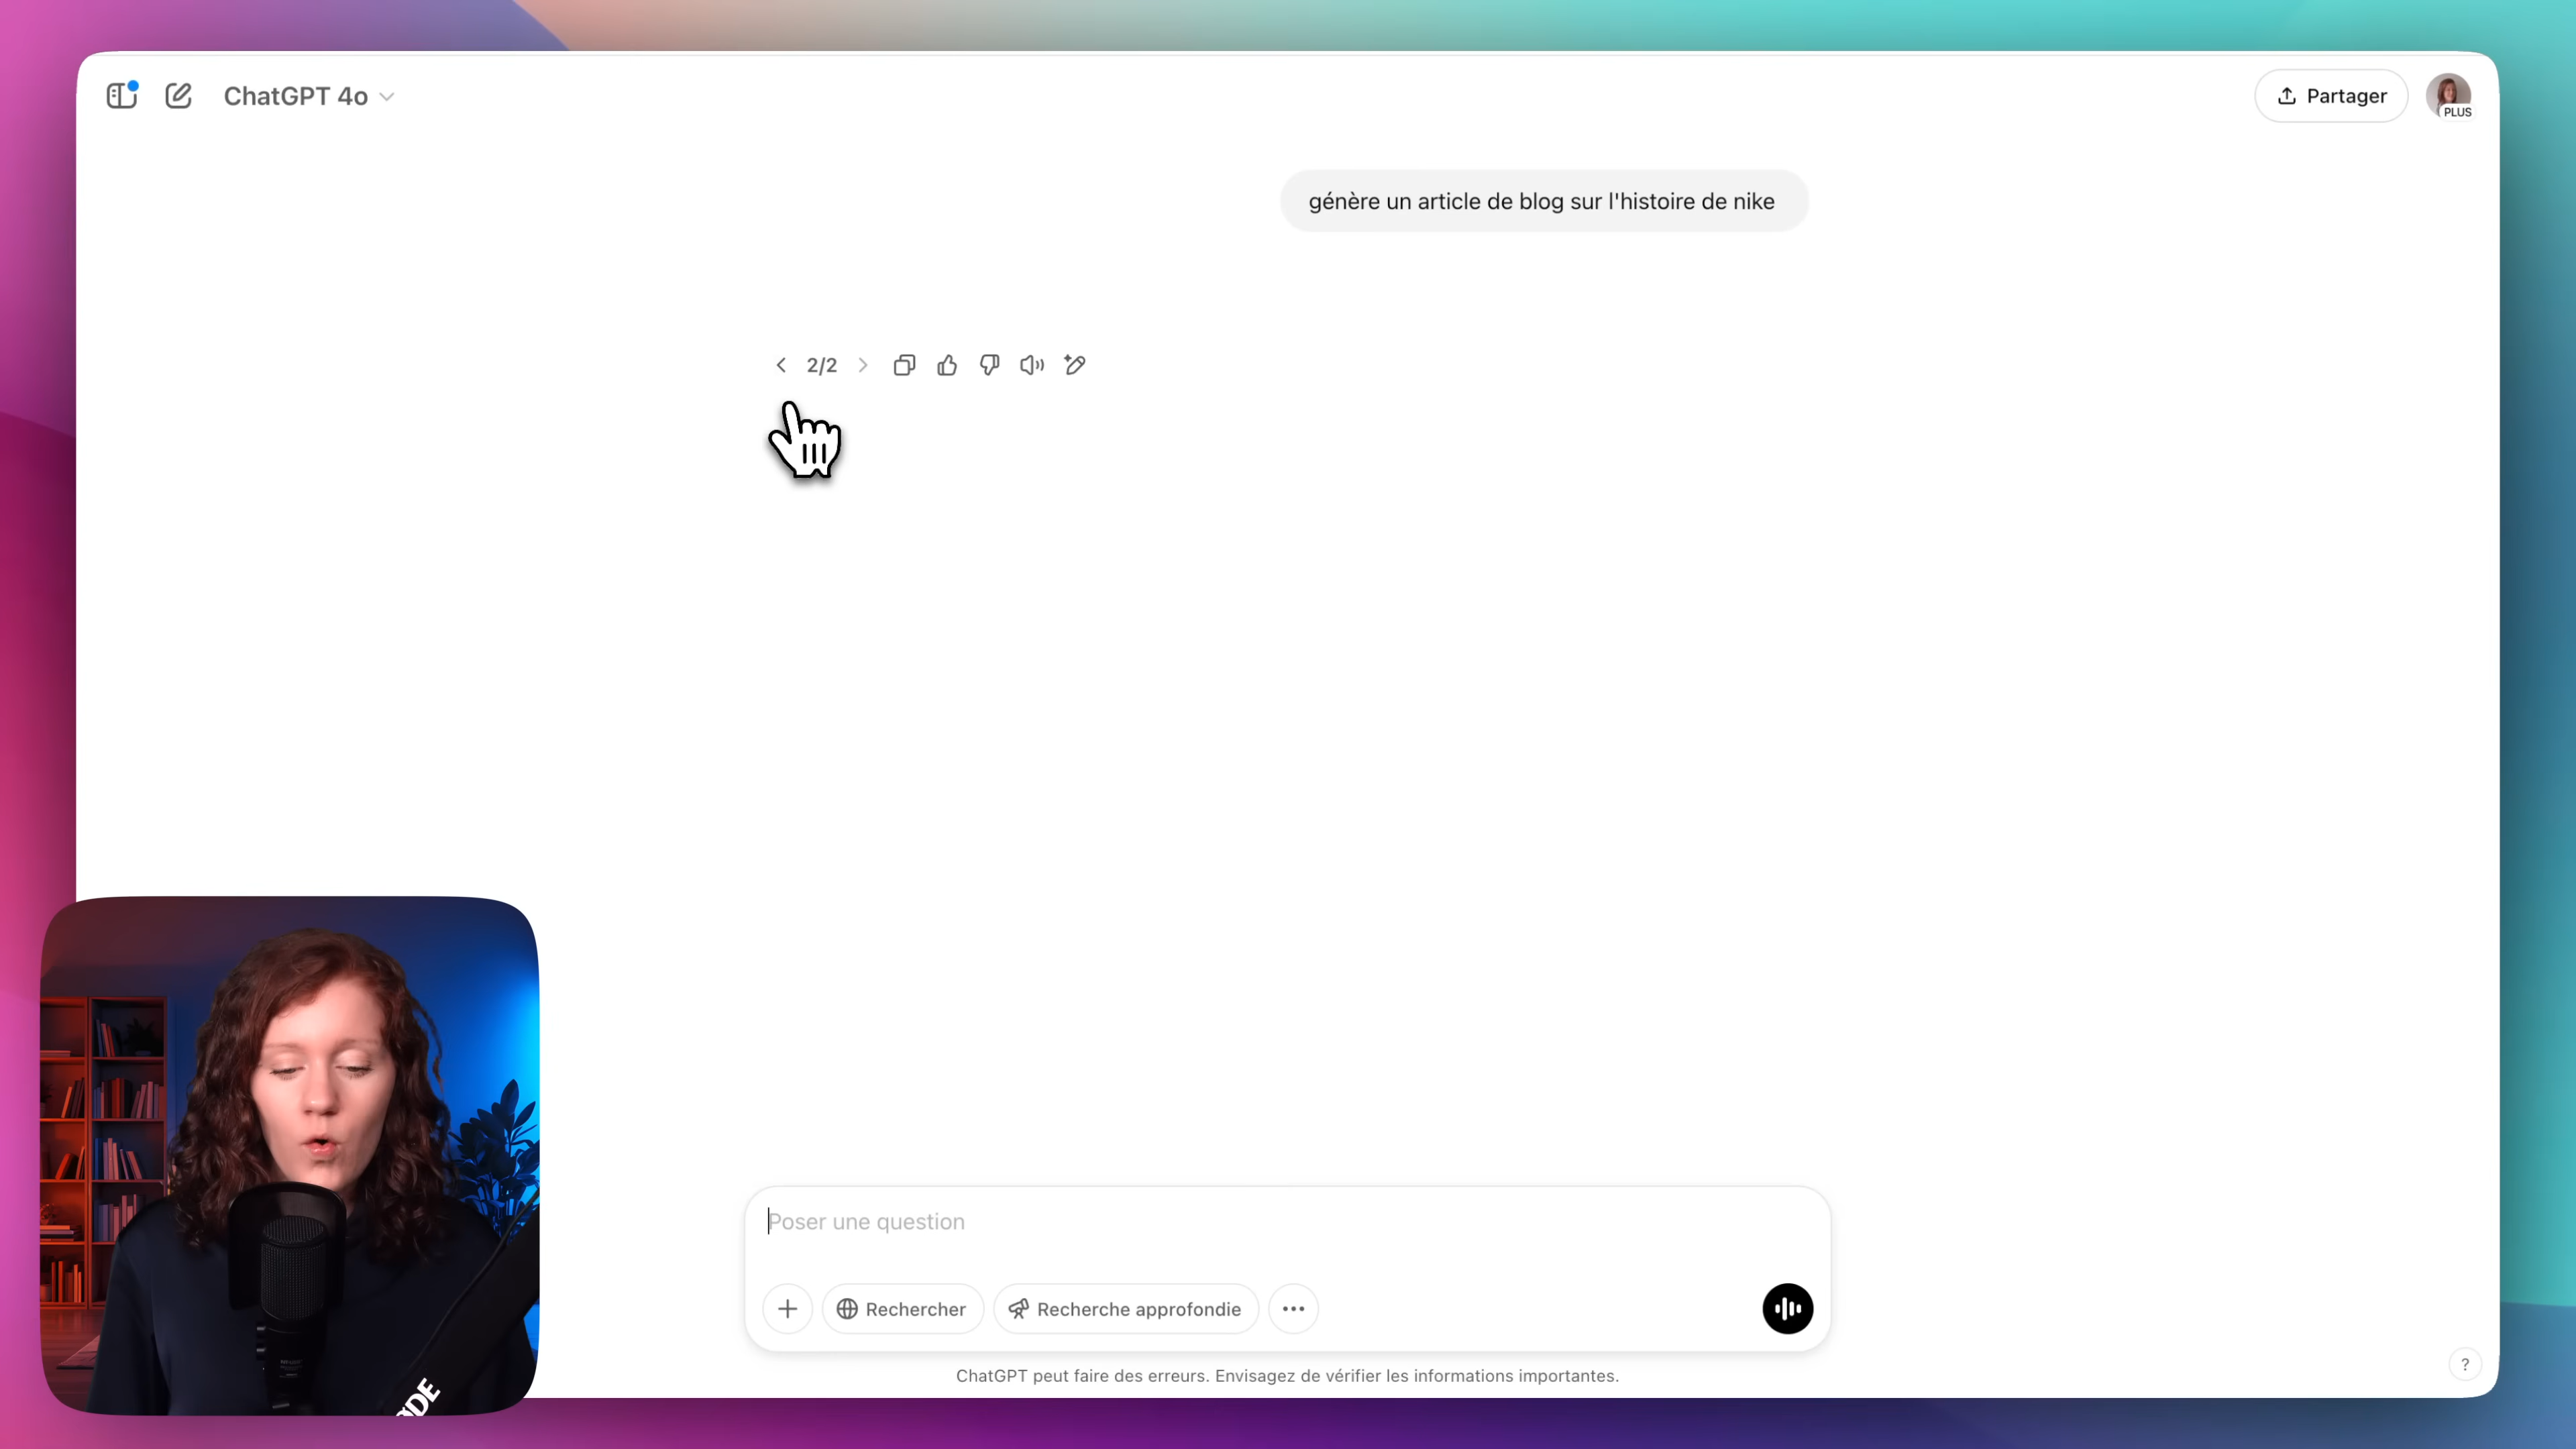 ChatGPT 4o
Partager
PLUS
génère un article de blog sur l'histoire de nike
2/2
Poser une question
Rechercher
Recherche approfondie
ChatGPT peut faire des erreurs. Envisagez de vérifier les informations importantes.
?